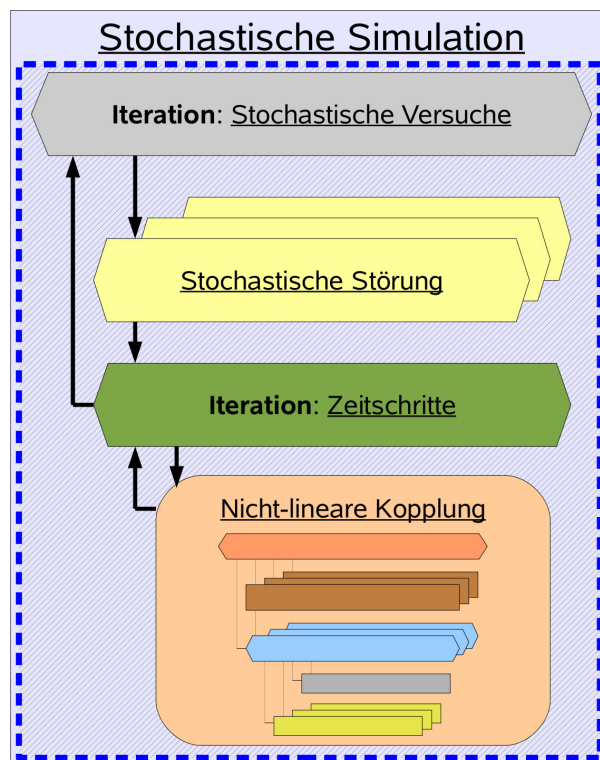 Stochastische Simulation
Iteration: Stochastische Versuche
Stochastische Störung
Iteration: Zeitschritte
Nicht-lineare Kopplung